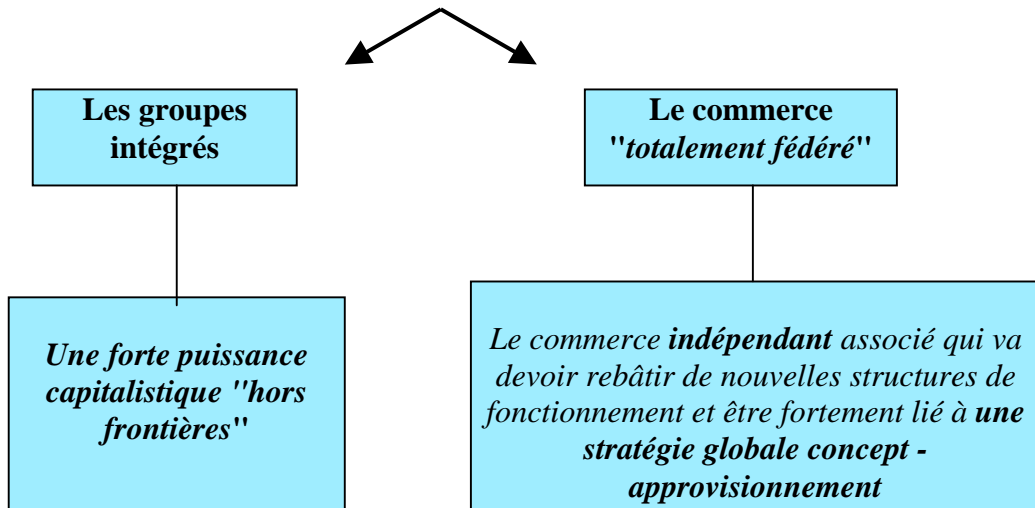 Les groupes
intégrés
Le commerce
"totalement fédéré"
Une forte puissance
capitalistique "hors
frontières"
Le commerce indépendant associé qui va
devoir rebâtir de nouvelles structures de
fonctionnement et être fortement lié à une
stratégie globale concept -
approvisionnement